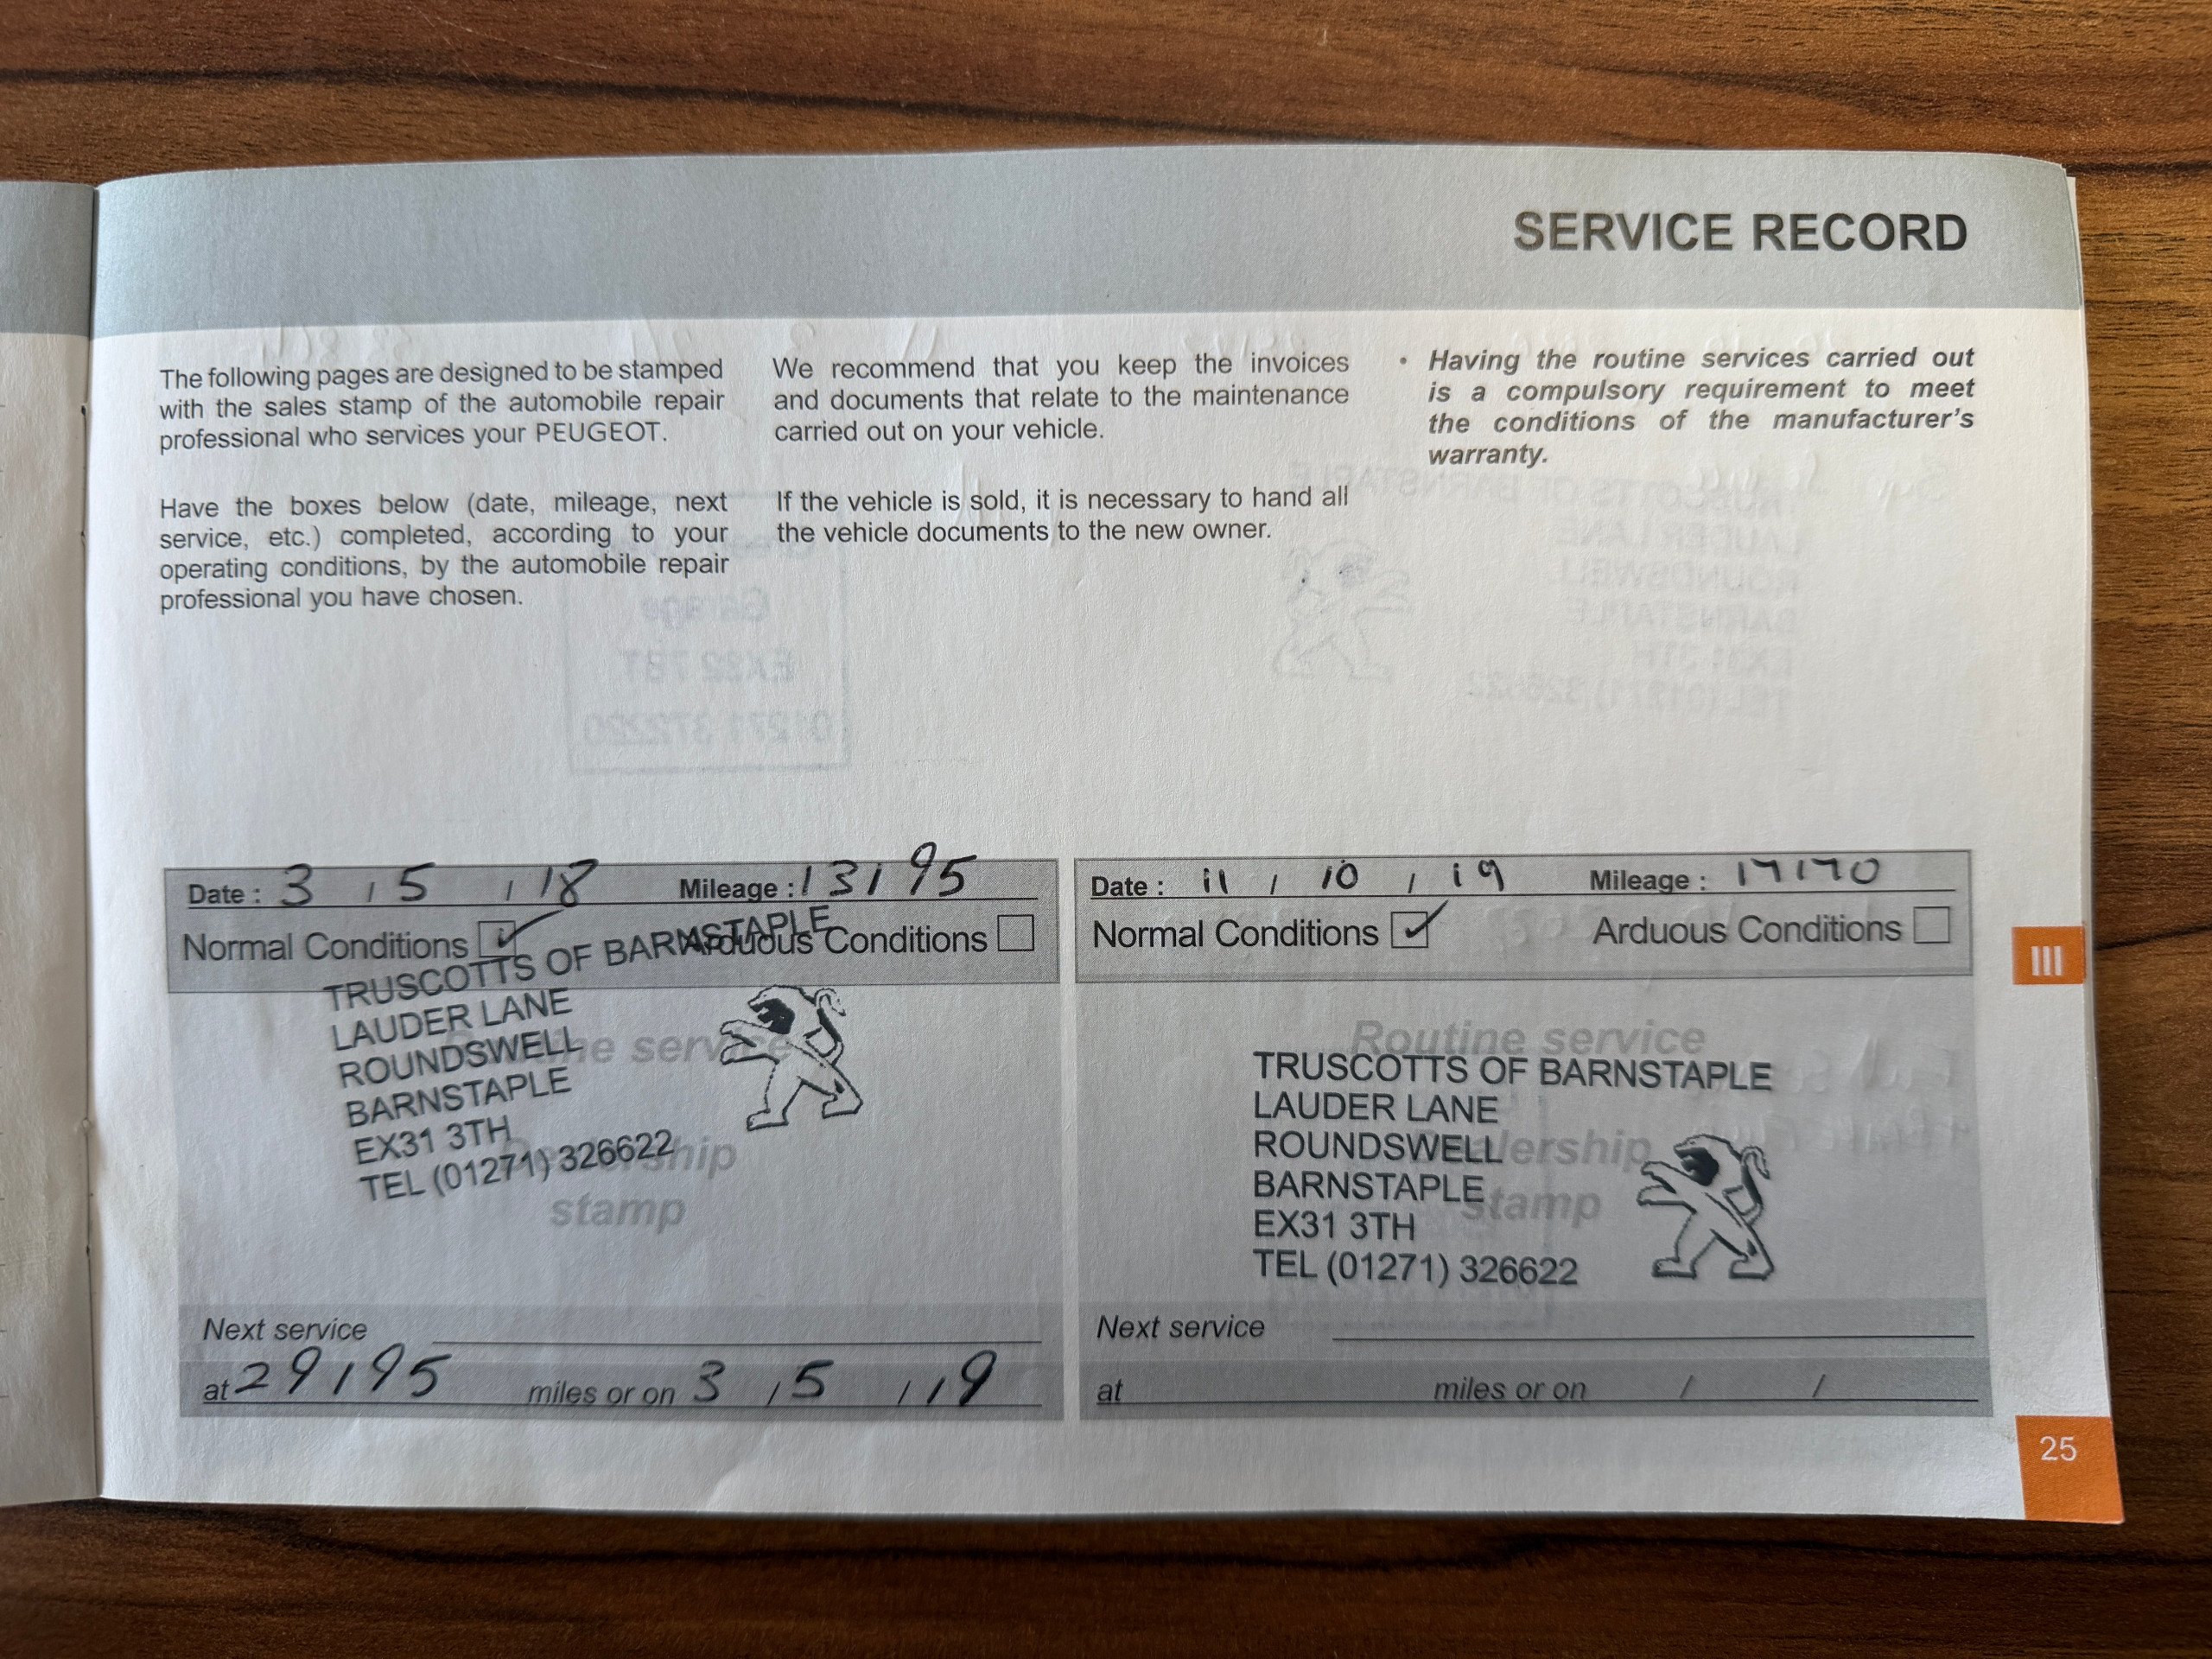 SERVICE RECORD
The following pages are designed to be stamped
with the sales stamp of the automobile repair
professional who services your PEUGEOT.
Have the boxes below (date, mileage, next
service, etc.) completed, according to your
operating conditions, by the automobile repair
professional you have chosen.
We recommend that you keep the invoices
and documents that relate to the maintenance
carried out on your vehicle.
If the vehicle is sold, it is necessary to hand all
the vehicle documents to the new owner.
• Having the routine services carried out
is a compulsory requirement to meet
the conditions of the manufacturer's
warranty.
Date : 3 / 5 / 18 Mileage : 13195
Normal Conditions Arduous Conditions
Routine service
Dealership
stamp
TRUSCOTTS OF BARNSTAPLE
LAUDER LANE
ROUNDSWELL
BARNSTAPLE
EX31 3TH
TEL (01271) 326622
Next service
at 29195 miles or on 3 / 5 / 19
Date : 11 / 10 / 19 Mileage : 17170
Normal Conditions Arduous Conditions
Routine service
Dealership
stamp
TRUSCOTTS OF BARNSTAPLE
LAUDER LANE
ROUNDSWELL
BARNSTAPLE
EX31 3TH
TEL (01271) 326622
Next service
at miles or on / /
III
25